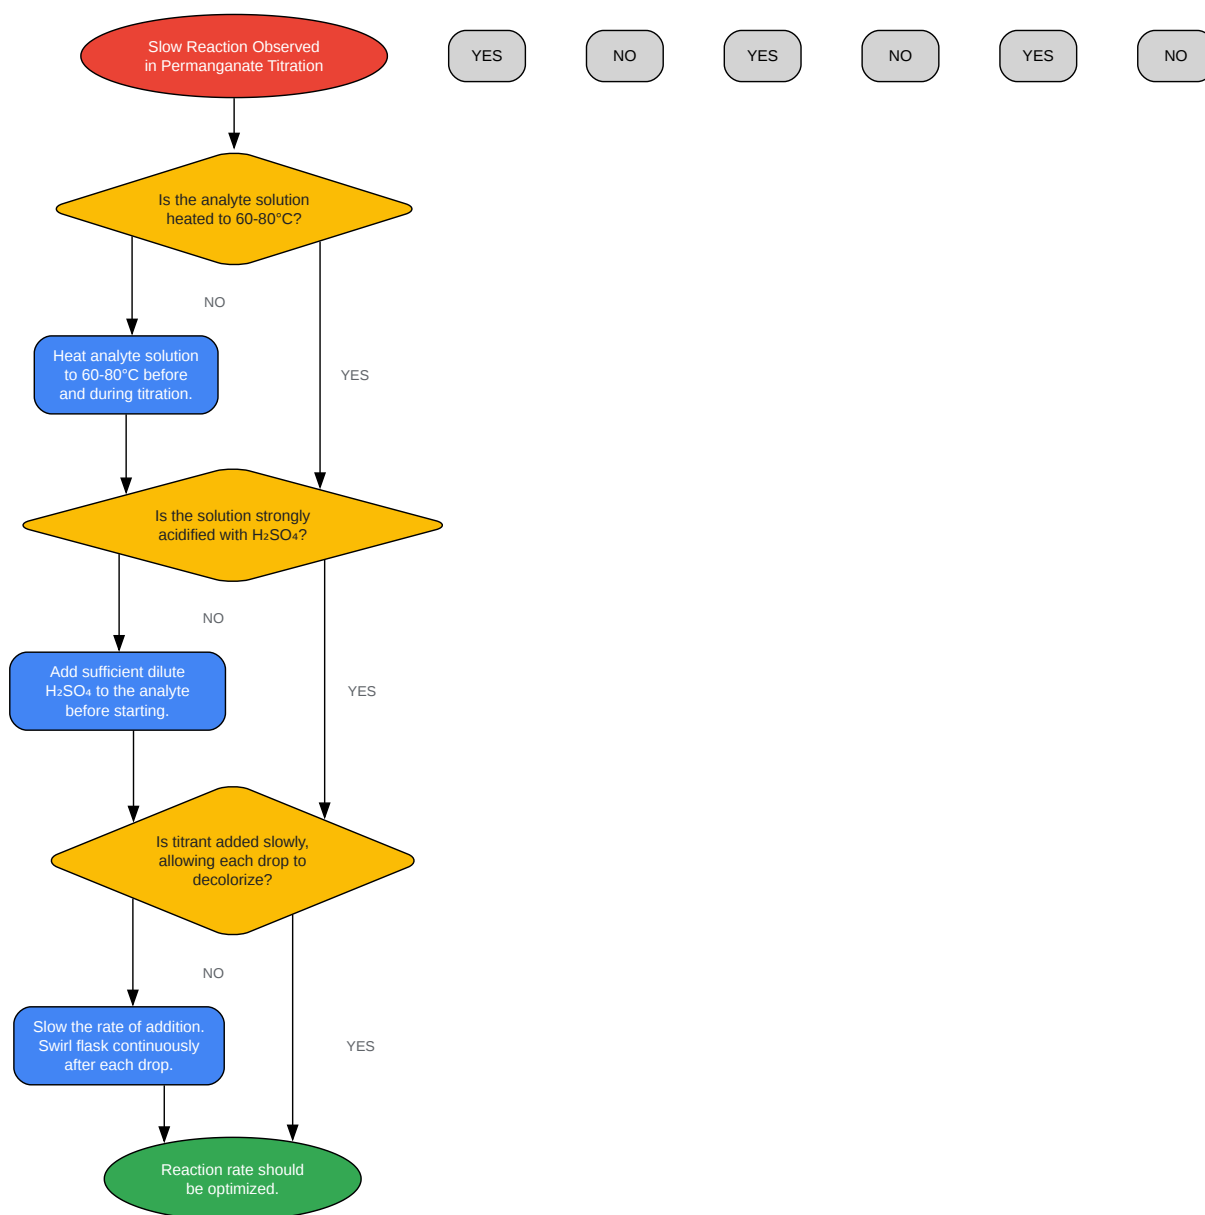 Slow Reaction Observed
in Permanganate Titration
YES
NO
YES
NO
YES
NO
Is the analyte solution
heated to 60-80°C?
NO
Heat analyte solution
to 60-80°C before
and during titration.
YES
Is the solution strongly
acidified with H₂SO₄?
NO
Add sufficient dilute
H₂SO₄ to the analyte
before starting.
YES
Is titrant added slowly,
allowing each drop to
decolorize?
NO
Slow the rate of addition.
Swirl flask continuously
after each drop.
YES
Reaction rate should
be optimized.